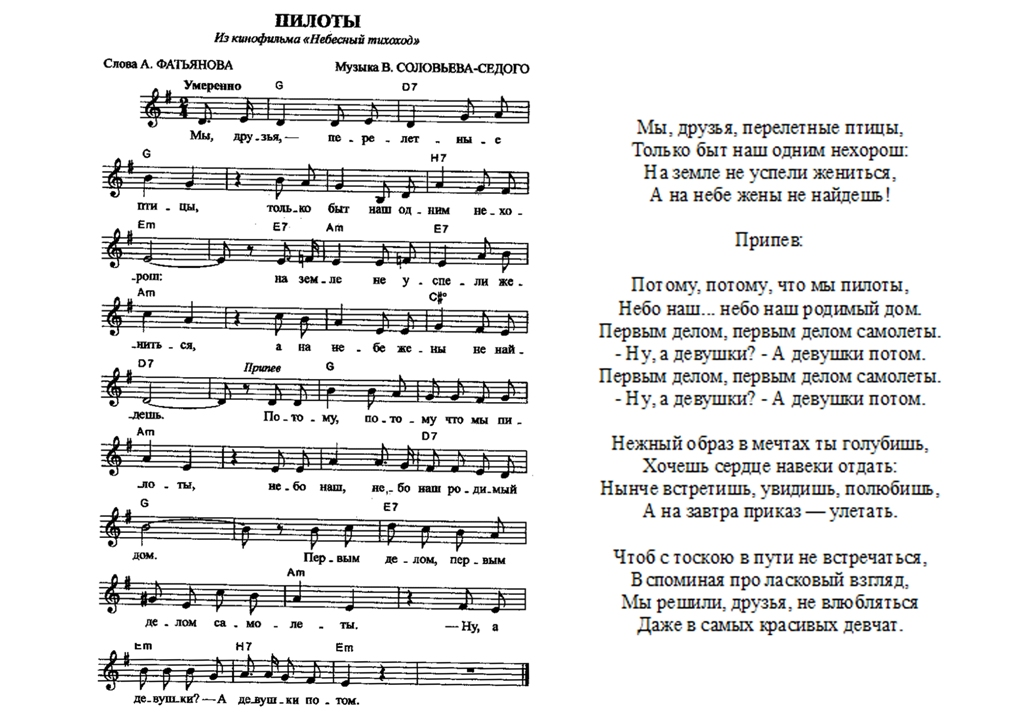 ПИЛОТЫ
Из кинофильма «Небесный тихоход»
Слова А. ФАТЬЯНОВА
Музыка В. СОЛОВЬЕВА-СЕДОГО
Умеренно G D7
Мы, дру-зья,— пе-ре-лет-ны-е
G H7
пти-цы, толь-ко быт наш од-ним не-хо-
Em E7 Am E7
-рош: на зем-ле не у-спе-ли же-
Am C#°
-нить-ся, а на не-бе же-ны не най-
D7 Припев G
-дешь. По-то-му, по-то-му что мы пи-
Am D7
-ло-ты, не-бо наш, не-бо наш ро-ди-мый
G E7
дом. Пер-вым де-лом, пер-вым
Am
де-лом са-мо-ле-ты. — Ну, а
Em H7 Em
де-вуш-ки? — А де-вуш-ки по-том.
Мы, друзья, перелетные птицы,
Только быт наш одним нехорош:
На земле не успели жениться,
А на небе жены не найдешь!
Припев:
Потому, потому, что мы пилоты,
Небо наш... небо наш родимый дом.
Первым делом, первым делом самолеты.
- Ну, а девушки? - А девушки потом.
Первым делом, первым делом самолеты.
- Ну, а девушки? - А девушки потом.
Нежный образ в мечтах ты голубишь,
Хочешь сердце навеки отдать:
Нынче встретишь, увидишь, полюбишь,
А на завтра приказ — улетать.
Чтоб с тоскою в пути не встречаться,
Вспоминая про ласковый взгляд,
Мы решили, друзья, не влюбляться
Даже в самых красивых девчат.